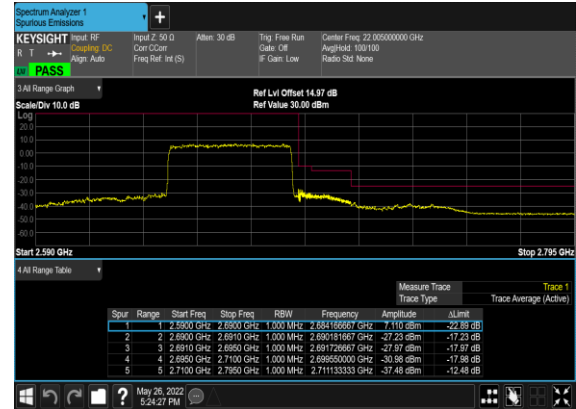 Spectrum Analyzer 1
Spurious Emissions
+
KEYSIGHT Input: RF Input Z: 50 Ω Atten: 30 dB Trig: Free Run Center Freq: 22.005000000 GHz
R T Coupling: DC Corr CCorr Gate: Off Avg|Hold: 100/100
Align: Auto Freq Ref: Int (S) IF Gain: Low Radio Std: None
PASS
3 All Range Graph
Ref Lvl Offset 14.97 dB
Scale/Div 10.0 dB Ref Value 30.00 dBm
Log
20.0
10.0
0.00
-10.0
-20.0
-30.0
-40.0
-50.0
-60.0
Start 2.590 GHz Stop 2.795 GHz
4 All Range Table
Measure Trace Trace 1
Trace Type Trace Average (Active)
Spur Range Start Freq Stop Freq RBW Frequency Amplitude ΔLimit
1 1 2.5900 GHz 2.6900 GHz 1.000 MHz 2.684166667 GHz 7.110 dBm -22.89 dB
2 2 2.6900 GHz 2.6910 GHz 1.000 MHz 2.690181667 GHz -27.23 dBm -17.23 dB
3 3 2.6910 GHz 2.6950 GHz 1.000 MHz 2.691726667 GHz -27.97 dBm -17.97 dB
4 4 2.6950 GHz 2.7100 GHz 1.000 MHz 2.699550000 GHz -30.98 dBm -17.98 dB
5 5 2.7100 GHz 2.7950 GHz 1.000 MHz 2.711133333 GHz -37.48 dBm -12.48 dB
?
May 26, 2022
5:24:27 PM